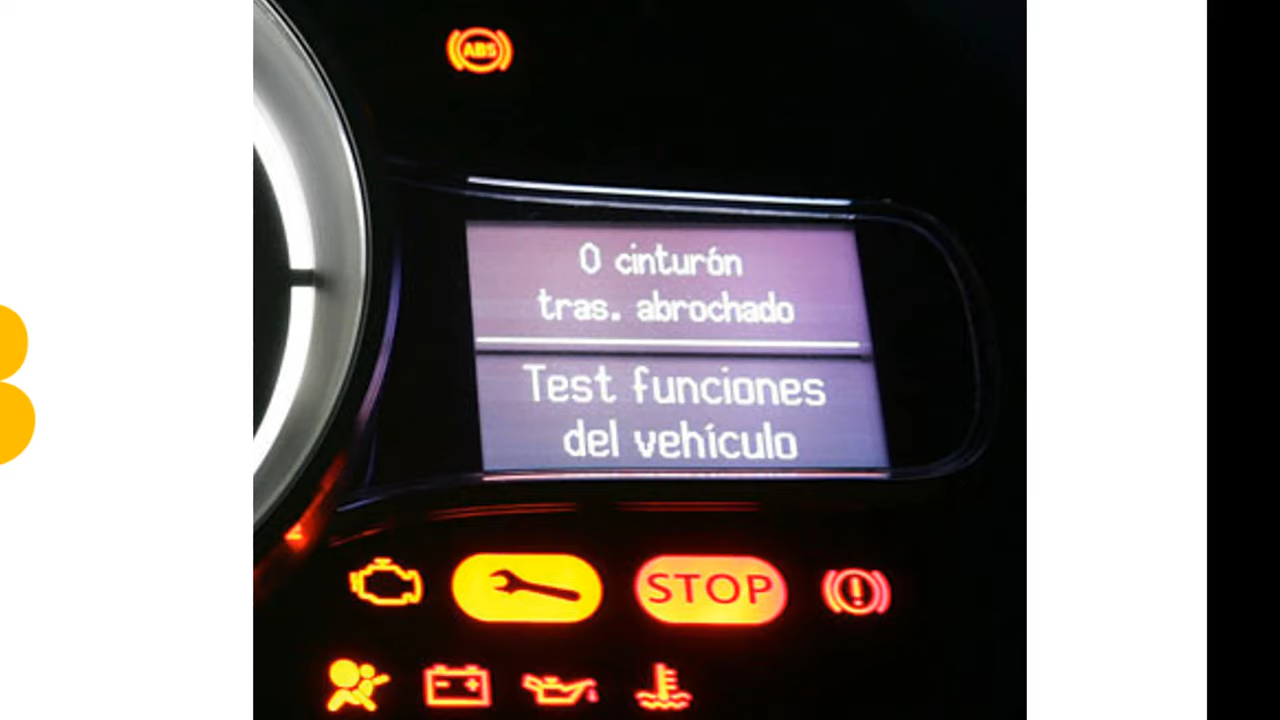 ABS
0 cinturón
tras. abrochado
Test funciones
del vehículo
STOP